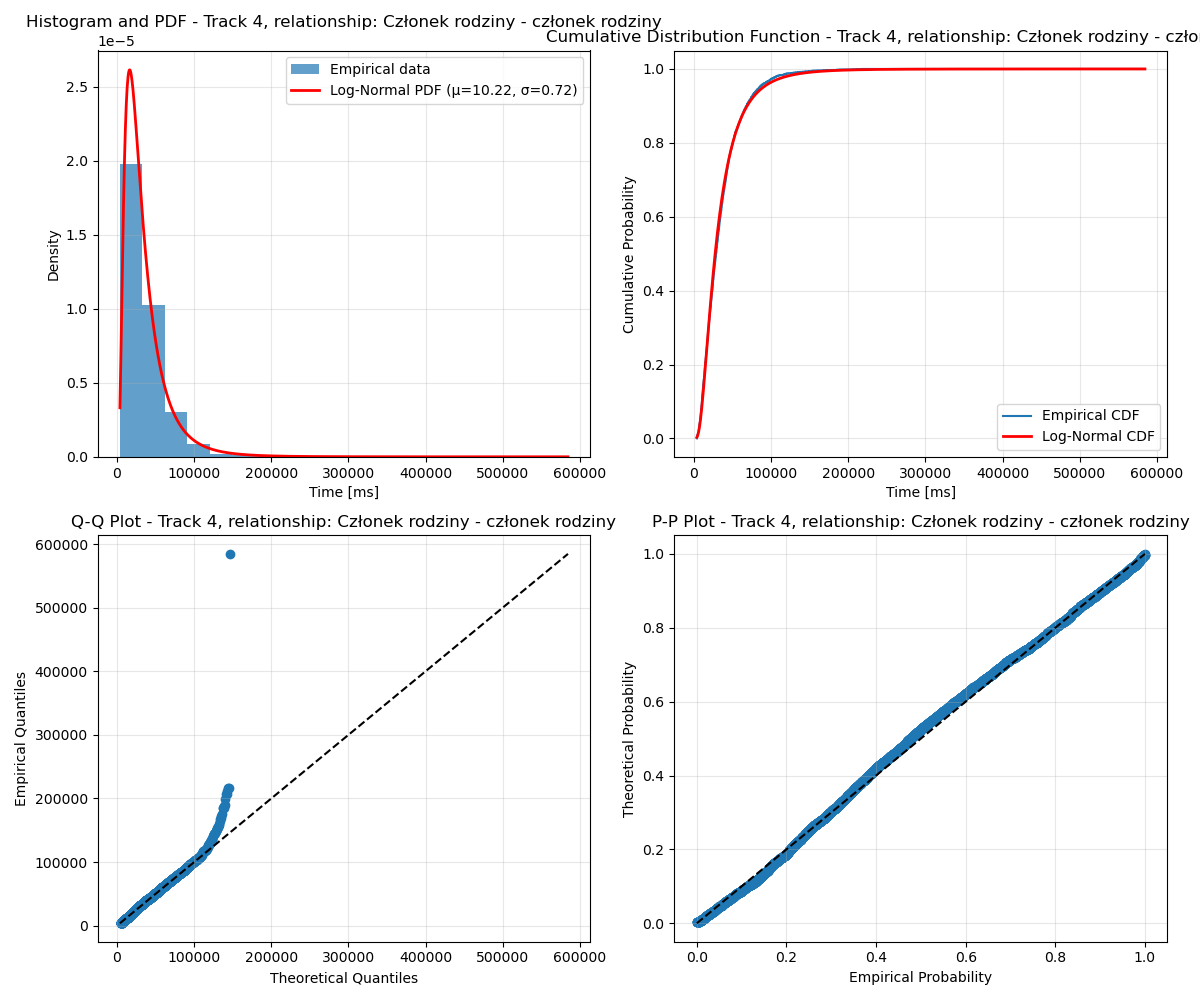 Histogram and PDF - Track 4, relationship: Członek rodziny - członek rodziny
1e−5
2.5
2.0
1.5
1.0
0.5
0.0
Density
0 100000 200000 300000 400000 500000 600000
Time [ms]
Empirical data
Log-Normal PDF (μ=10.22, σ=0.72)
Cumulative Distribution Function - Track 4, relationship: Członek rodziny - czło
1.0
0.8
0.6
0.4
0.2
0.0
Cumulative Probability
0 100000 200000 300000 400000 500000 600000
Time [ms]
Empirical CDF
Log-Normal CDF
Q-Q Plot - Track 4, relationship: Członek rodziny - członek rodziny
600000
500000
400000
300000
200000
100000
0
Empirical Quantiles
0 100000 200000 300000 400000 500000 600000
Theoretical Quantiles
P-P Plot - Track 4, relationship: Członek rodziny - członek rodziny
1.0
0.8
0.6
0.4
0.2
0.0
Theoretical Probability
0.0 0.2 0.4 0.6 0.8 1.0
Empirical Probability